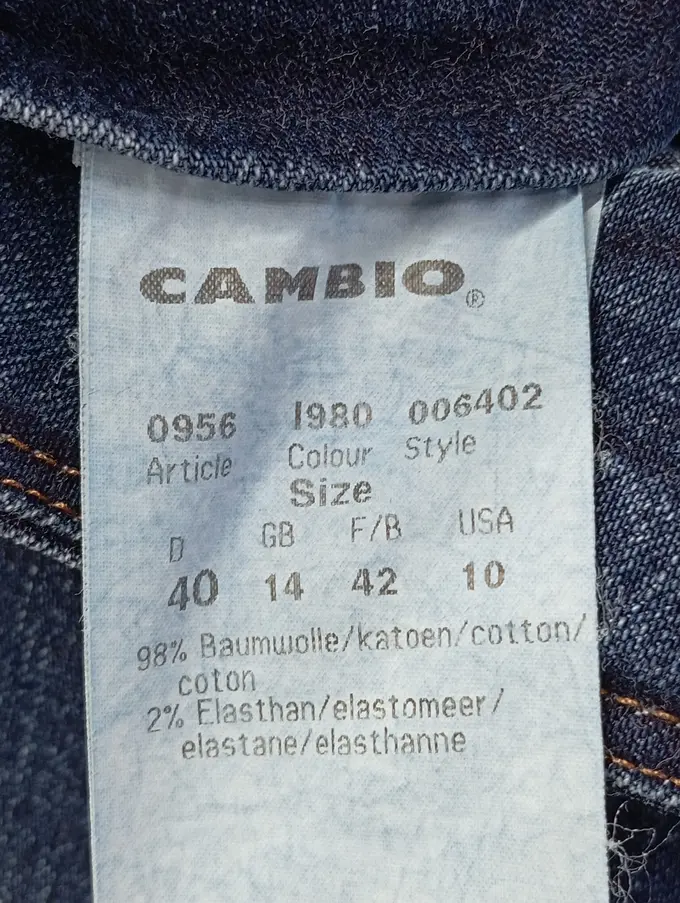 CAMBIO®
0956 1980 006402
Article Colour Style
Size
D GB F/B USA
40 14 42 10
98% Baumwolle/katoen/cotton/
coton
2% Elasthan/elastomeer/
elastane/elasthanne